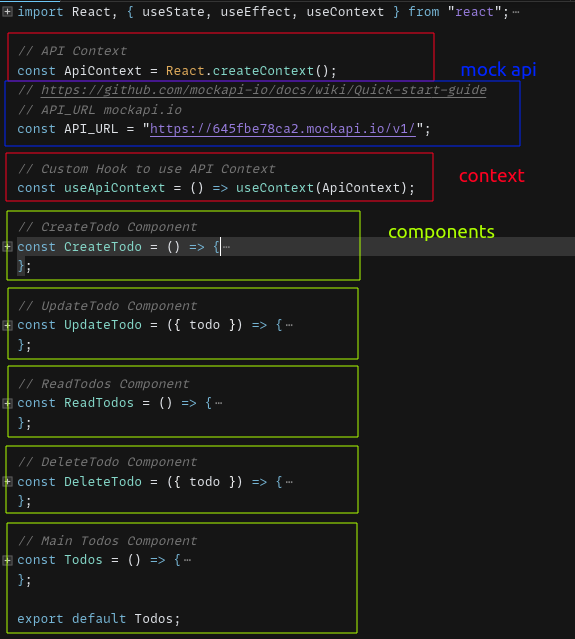 import React, { useState, useEffect, useContext } from "react";…
// API Context
const ApiContext = React.createContext();
mock api
// https://github.com/mockapi-io/docs/wiki/Quick-start-guide
// API_URL mockapi.io
const API_URL = "https://645fbe78ca2.mockapi.io/v1/";
// Custom Hook to use API Context
const useApiContext = () => useContext(ApiContext);
context
// CreateTodo Component
components
const CreateTodo = () => {…
};
// UpdateTodo Component
const UpdateTodo = ({ todo }) => {…
};
// ReadTodos Component
const ReadTodos = () => {…
};
// DeleteTodo Component
const DeleteTodo = ({ todo }) => {…
};
// Main Todos Component
const Todos = () => {…
};
export default Todos;